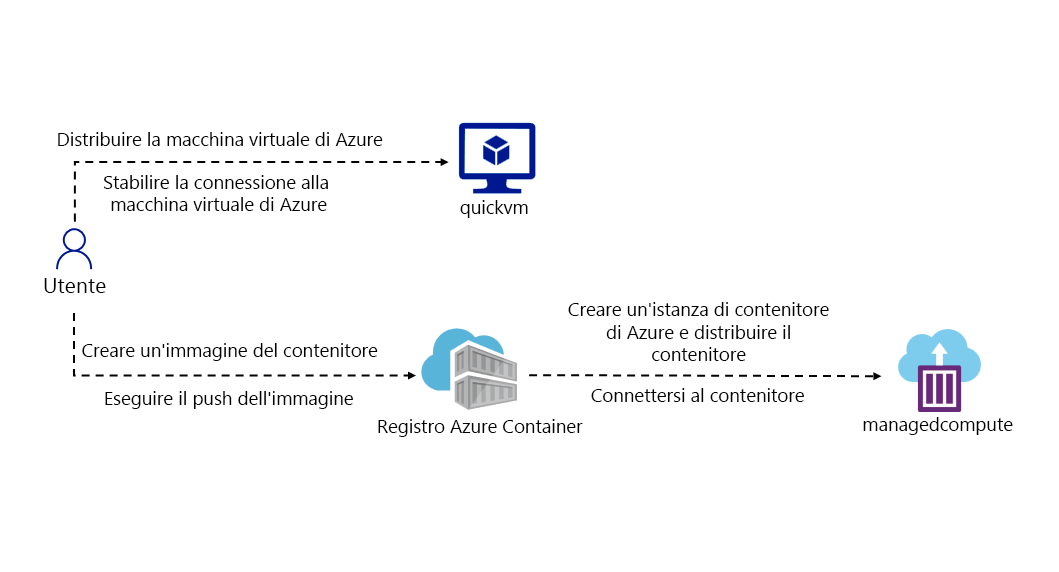 Distribuire la macchina virtuale di Azure
Stabilire la connessione alla
macchina virtuale di Azure
quickvm
Utente
Creare un'immagine del contenitore
Eseguire il push dell'immagine
Registro Azure Container
Creare un'istanza di contenitore
di Azure e distribuire il
contenitore
Connettersi al contenitore
managedcompute